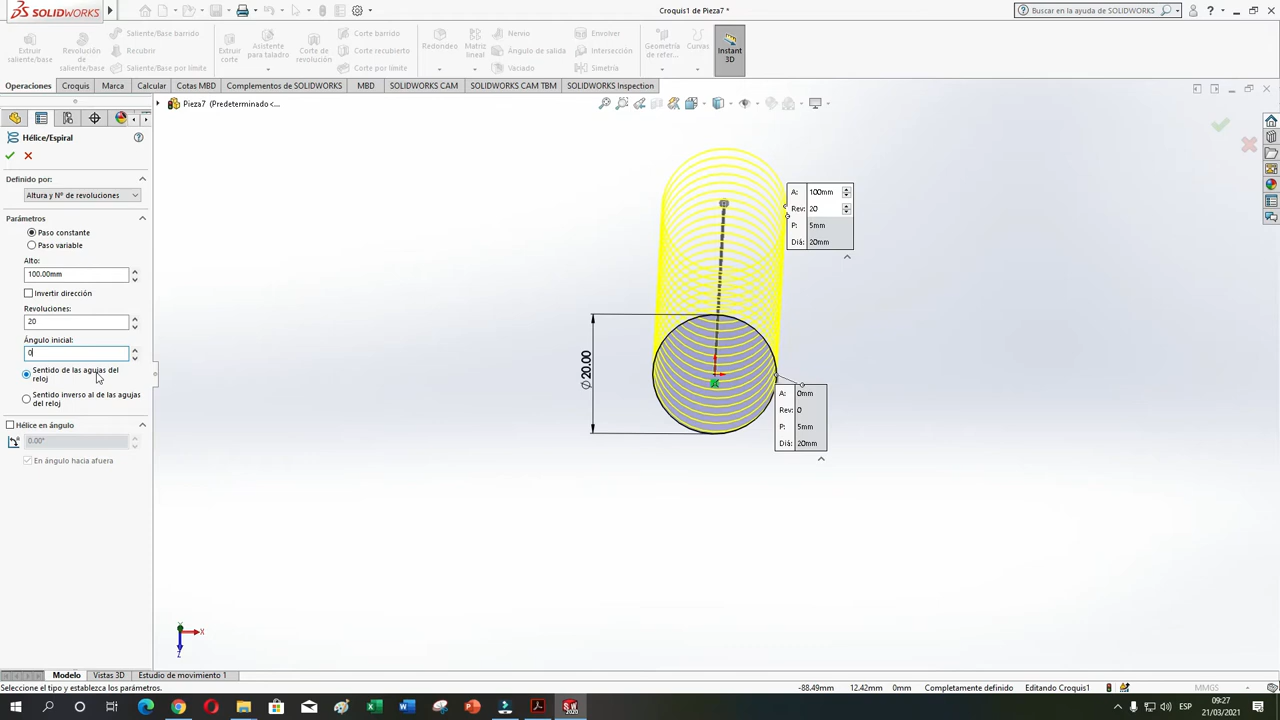 SOLIDWORKS
Croquis1 de Pieza7 *
Buscar en la ayuda de SOLIDWORKS
Extruir saliente/base
Revolución de saliente/base
Saliente/Base barrido
Recubrir
Saliente/Base por límite
Extruir corte
Asistente para taladro
Corte de revolución
Corte barrido
Corte recubierto
Corte por límite
Redondeo
Matriz lineal
Nervio
Ángulo de salida
Vaciado
Envolver
Intersección
Simetría
Geometría de refer...
Curvas
Instant 3D
Operaciones
Croquis
Marca
Calcular
Cotas MBD
Complementos de SOLIDWORKS
MBD
SOLIDWORKS CAM
SOLIDWORKS CAM TBM
SOLIDWORKS Inspection
Pieza7 (Predeterminado <...
Hélice/Espiral
Definido por:
Altura y Nº de revoluciones
Parámetros
Paso constante
Paso variable
Alto:
100.00mm
Invertir dirección
Revoluciones:
20
Ángulo inicial:
0
Sentido de las agujas del
reloj
Sentido inverso al de las agujas
del reloj
Hélice en ángulo
0.00°
En ángulo hacia afuera
A: 100mm
Rev: 20
P: 5mm
Diá: 20mm
∅20.00
A: 0mm
Rev: 0
P: 5mm
Diá: 20mm
X
Z
Modelo
Vistas 3D
Estudio de movimiento 1
Seleccione el tipo y establezca los parámetros.
-88.49mm
12.42mm
0mm
Completamente definido
Editando Croquis1
MMGS
ESP
09:27
21/03/2021